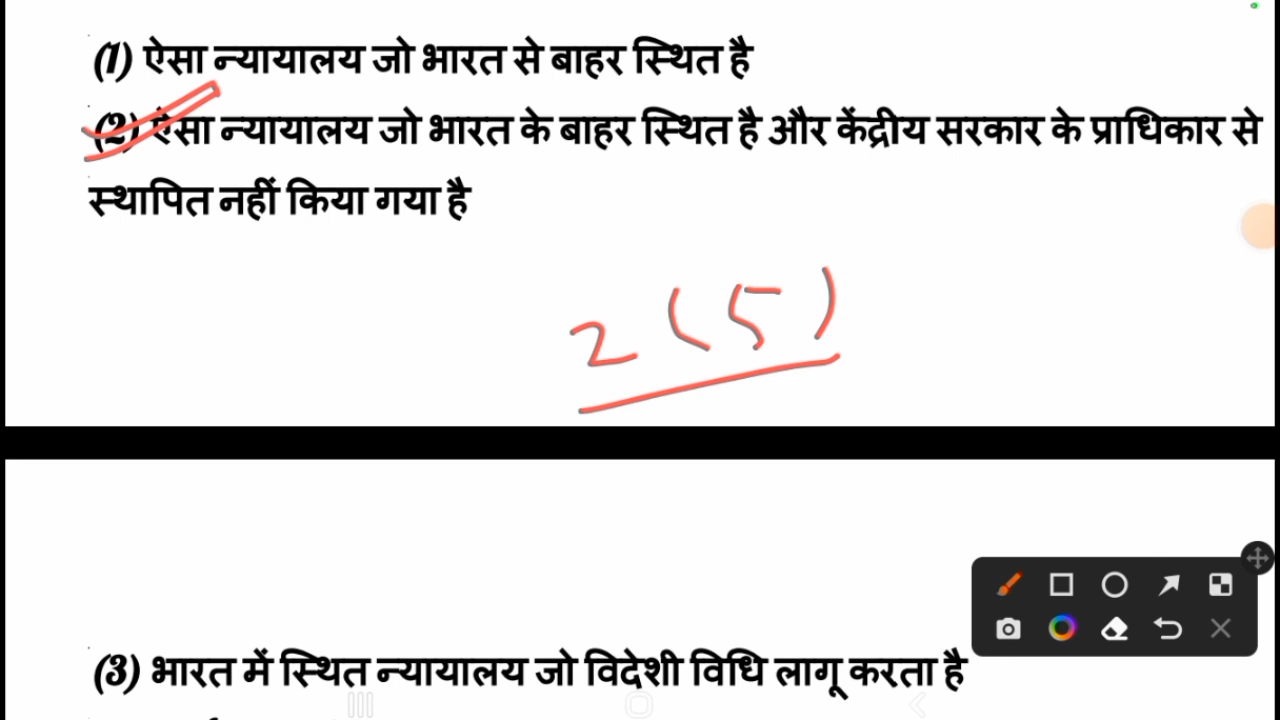 (1) ऐसा न्यायालय जो भारत से बाहर स्थित है
(2) ऐसा न्यायालय जो भारत के बाहर स्थित है और केंद्रीय सरकार के प्राधिकार से
स्थापित नहीं किया गया है
2 (5)
(3) भारत में स्थित न्यायालय जो विदेशी विधि लागू करता है